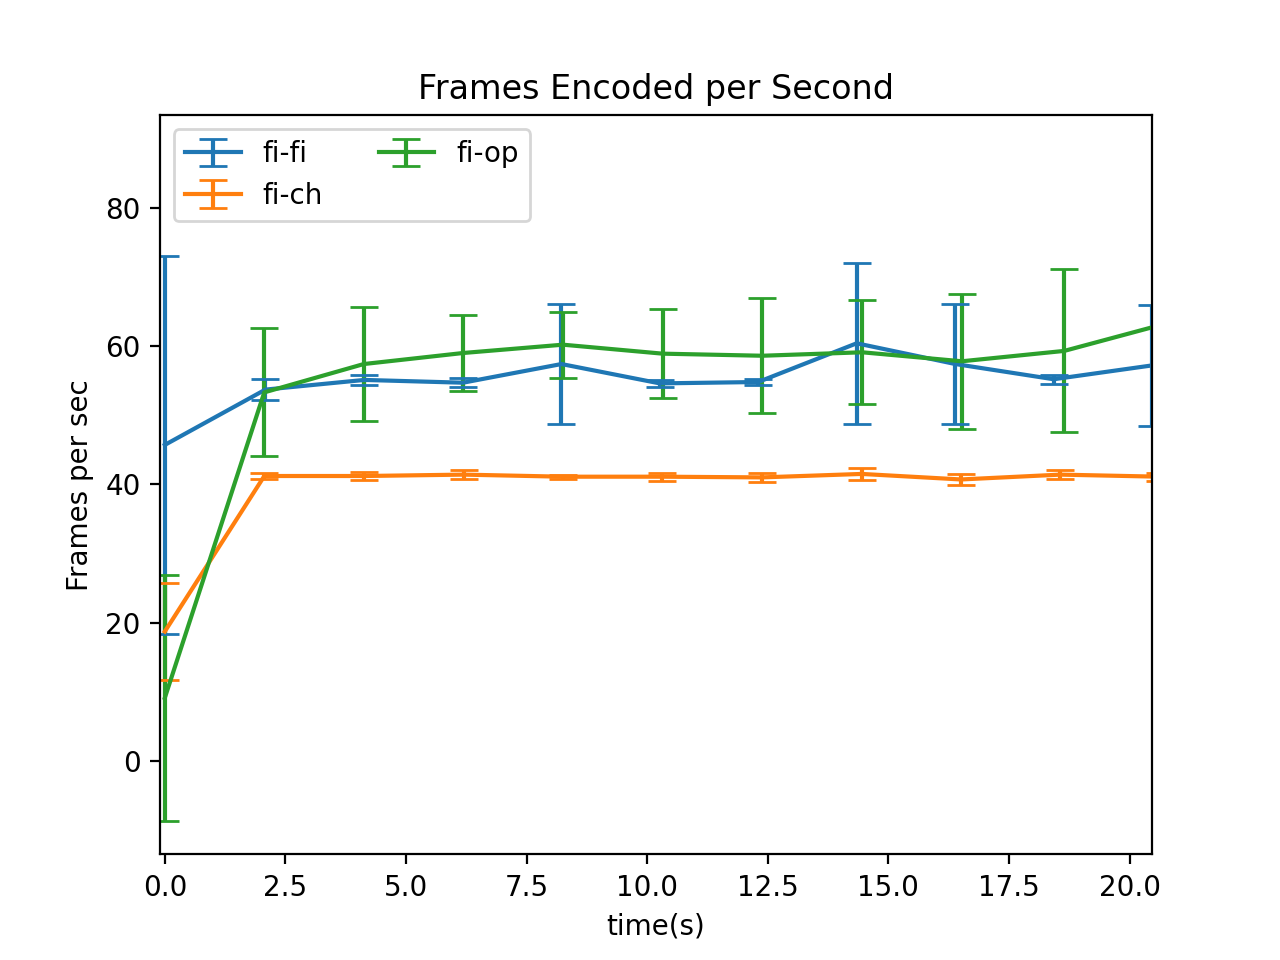 Frames Encoded per Second
fi-fi
fi-ch
fi-op
Frames per sec
80
60
40
20
0
0.0 2.5 5.0 7.5 10.0 12.5 15.0 17.5 20.0
time(s)